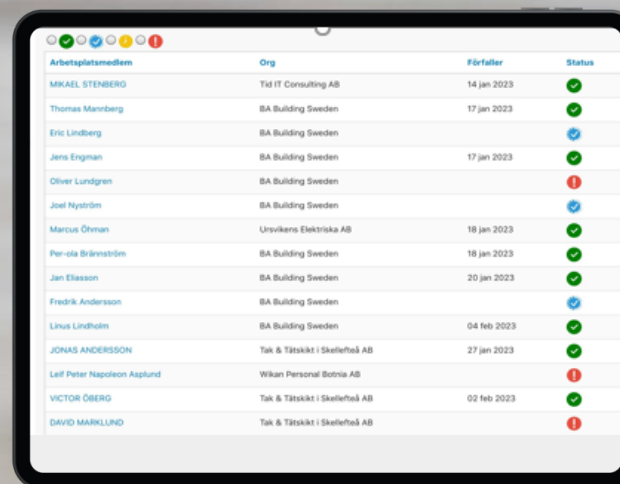 Arbetsplatsmedlem Org Förfaller Status
MIKAEL STENBERG Tid IT Consulting AB 14 jan 2023
Thomas Mannberg BA Building Sweden 17 jan 2023
Eric Lindberg BA Building Sweden
Jens Engman BA Building Sweden 17 jan 2023
Oliver Lundgren BA Building Sweden
Joel Nyström BA Building Sweden
Marcus Öhman Ursvikens Elektriska AB 18 jan 2023
Per-ola Brännström BA Building Sweden 18 jan 2023
Jan Eliasson BA Building Sweden 20 jan 2023
Fredrik Andersson BA Building Sweden
Linus Lindholm BA Building Sweden 04 feb 2023
JONAS ANDERSSON Tak & Tätskikt i Skellefteå AB 27 jan 2023
Leif Peter Napoleon Asplund Wikan Personal Botnia AB
VICTOR ÖBERG Tak & Tätskikt i Skellefteå AB 02 feb 2023
DAVID MARKLUND Tak & Tätskikt i Skellefteå AB